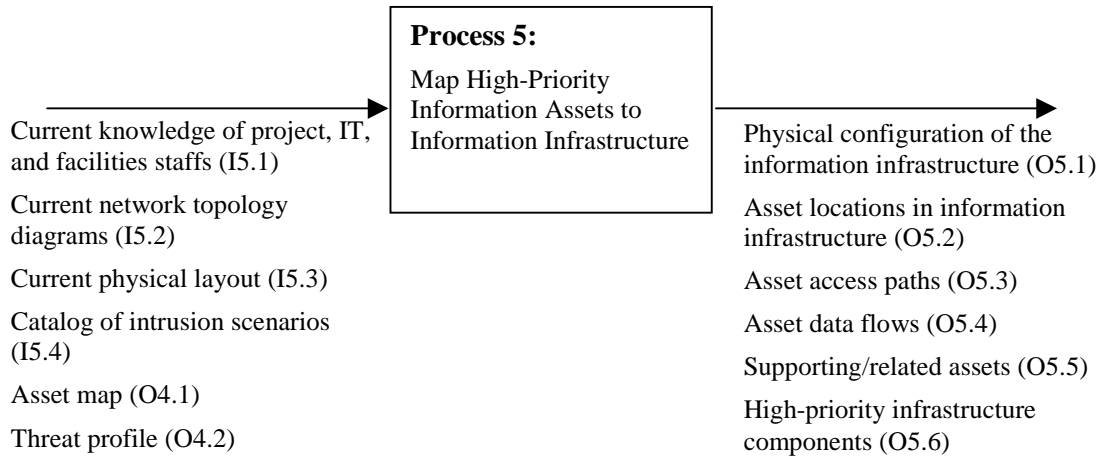 Process 5:
Map High-Priority
Information Assets to
Information Infrastructure
Current knowledge of project, IT,
and facilities staffs (I5.1)
Current network topology
diagrams (I5.2)
Current physical layout (I5.3)
Catalog of intrusion scenarios
(I5.4)
Asset map (O4.1)
Threat profile (O4.2)
Physical configuration of the
information infrastructure (O5.1)
Asset locations in information
infrastructure (O5.2)
Asset access paths (O5.3)
Asset data flows (O5.4)
Supporting/related assets (O5.5)
High-priority infrastructure
components (O5.6)